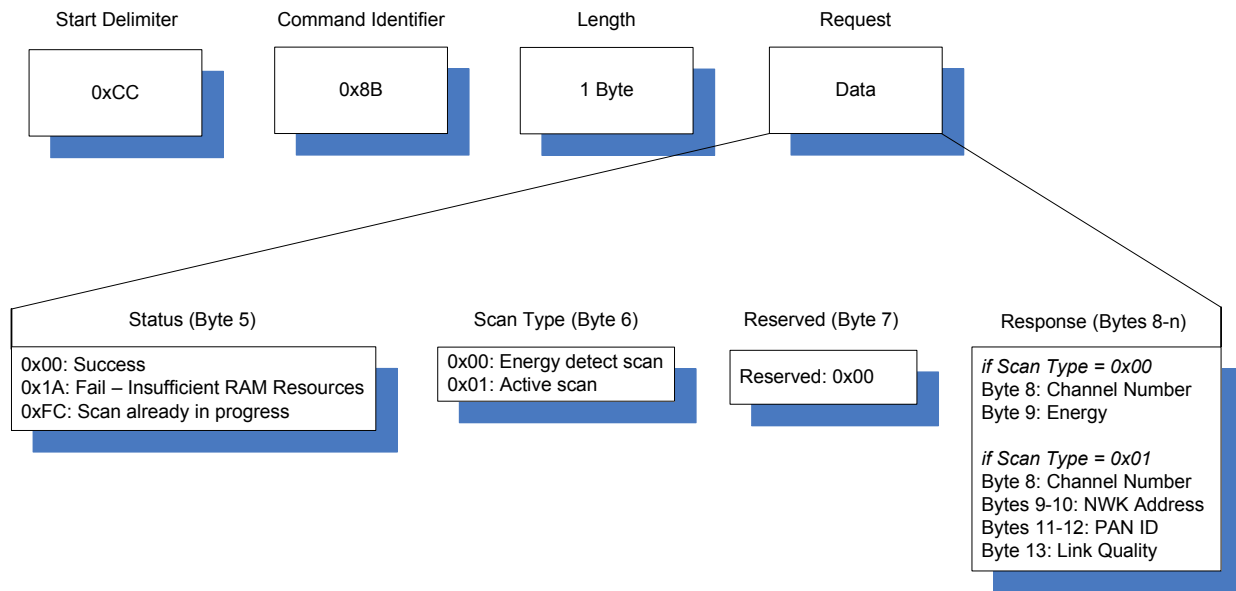 Start Delimiter
Command Identifier
Length
Request
0xCC
0x8B
1 Byte
Data
Status (Byte 5)
0x00: Success
0x1A: Fail – Insufficient RAM Resources
0xFC: Scan already in progress
Scan Type (Byte 6)
0x00: Energy detect scan
0x01: Active scan
Reserved (Byte 7)
Reserved: 0x00
Response (Bytes 8-n)
if Scan Type = 0x00
Byte 8: Channel Number
Byte 9: Energy
if Scan Type = 0x01
Byte 8: Channel Number
Bytes 9-10: NWK Address
Bytes 11-12: PAN ID
Byte 13: Link Quality